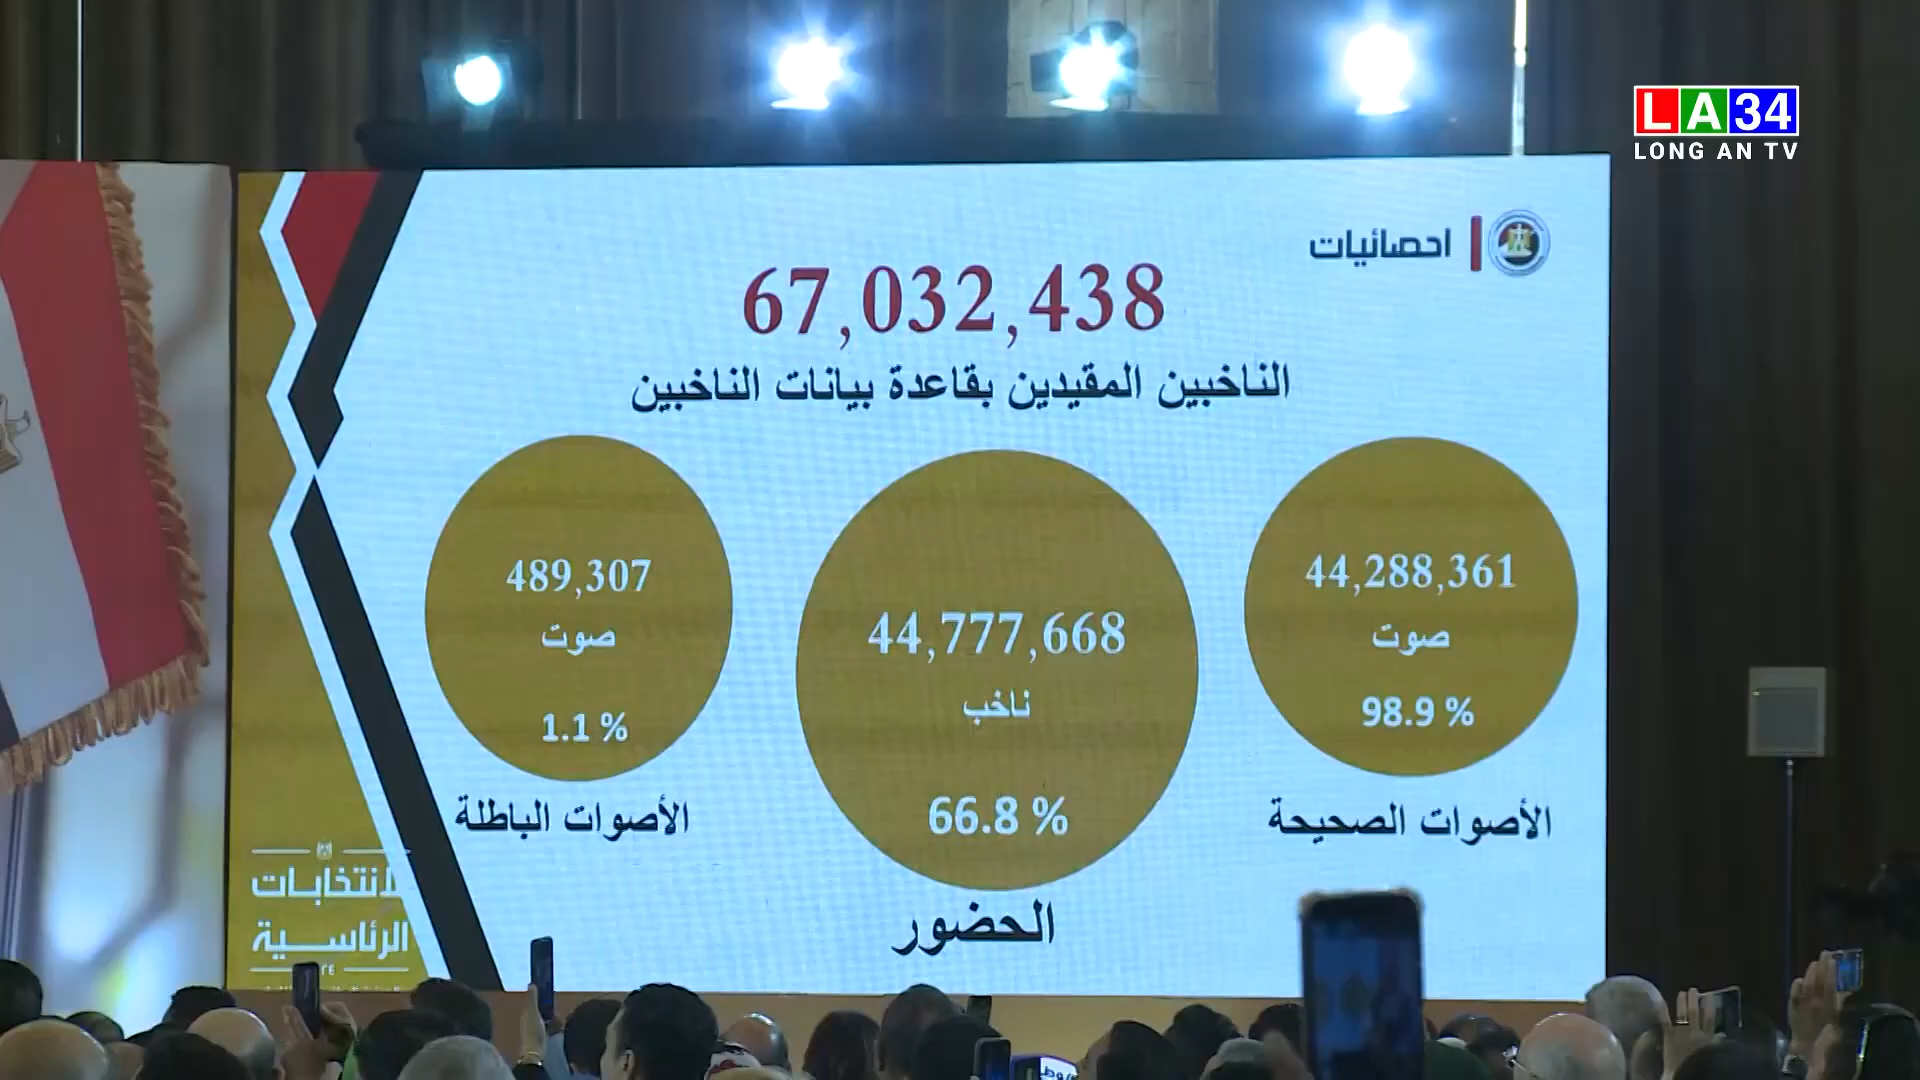 LA34
LONG AN TV
احصائيات
67,032,438
الناخبين المقيدين بقاعدة بيانات الناخبين
44,288,361
صوت
98.9 %
الأصوات الصحيحة
44,777,668
ناخب
66.8 %
الحضور
489,307
صوت
1.1 %
الأصوات الباطلة
الانتخابات
الرئاسية